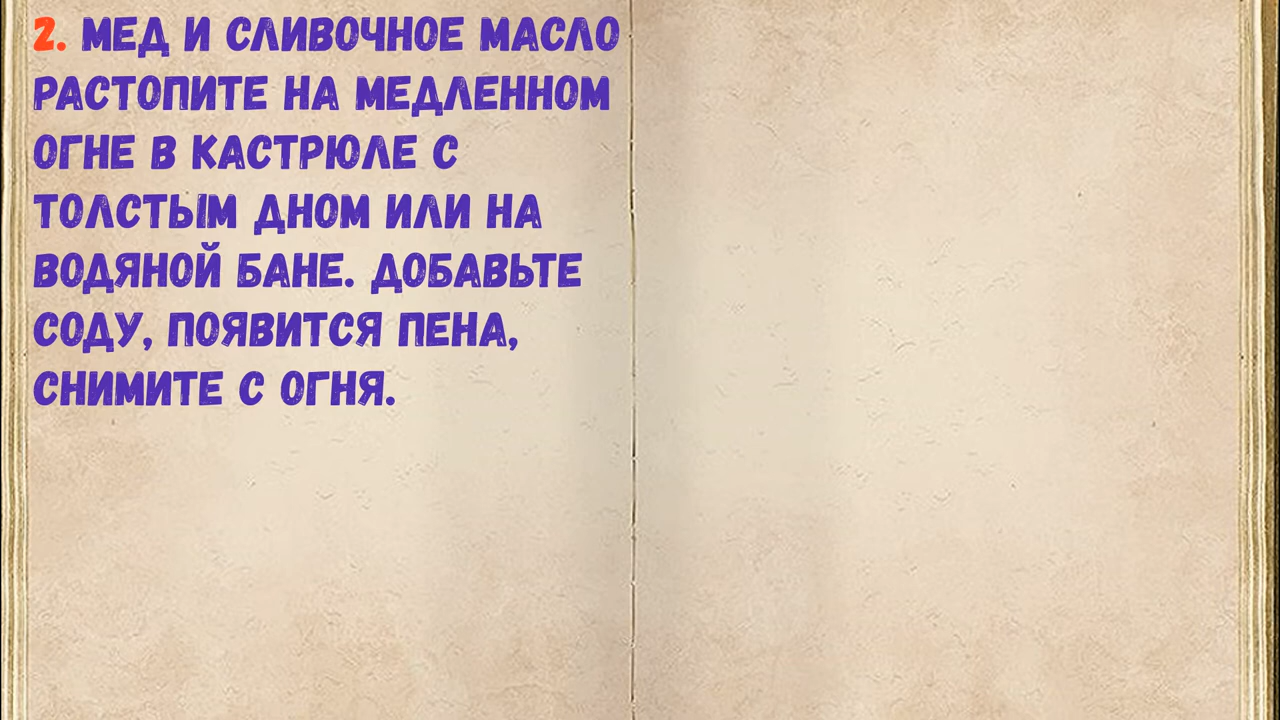 2. МЕД И СЛИВОЧНОЕ МАСЛО
РАСТОПИТЕ НА МЕДЛЕННОМ
ОГНЕ В КАСТРЮЛЕ С
ТОЛСТЫМ ДНОМ ИЛИ НА
ВОДЯНОЙ БАНЕ. ДОБАВЬТЕ
СОДУ, ПОЯВИТСЯ ПЕНА,
СНИМИТЕ С ОГНЯ.